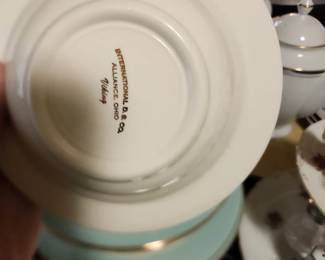 INTERNATIONAL D. S. CO.
ALLIANCE, OHIO
Viking